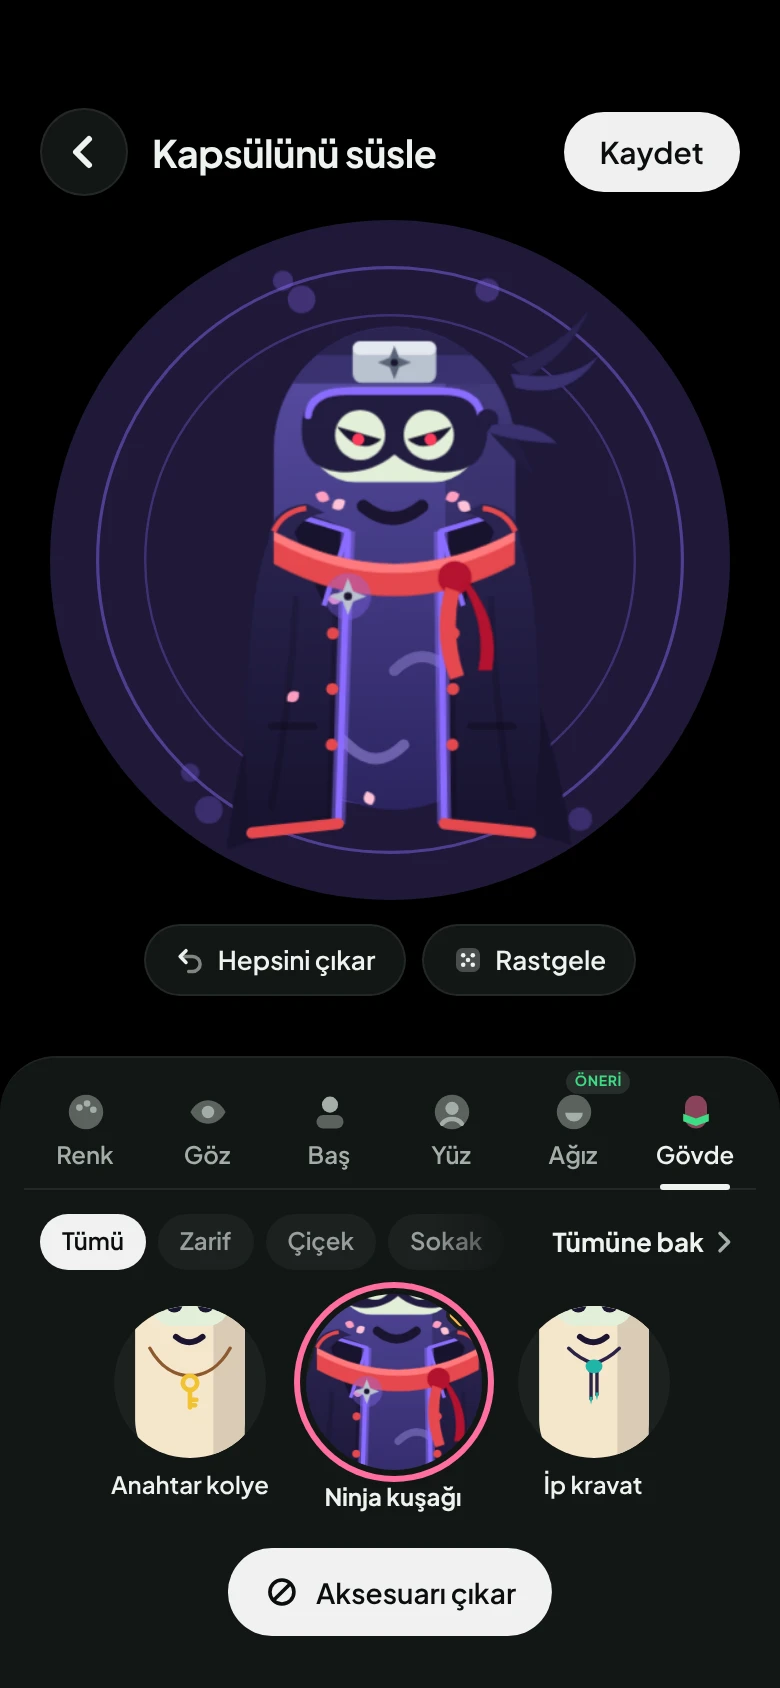 Kapsülünü süsle
Kaydet
Hepsini çıkar
Rastgele
ÖNERİ
Renk
Göz
Baş
Yüz
Ağız
Gövde
Tümü
Zarif
Çiçek
Sokak
Tümüne bak
Anahtar kolye
Ninja kuşağı
İp kravat
Aksesuarı çıkar